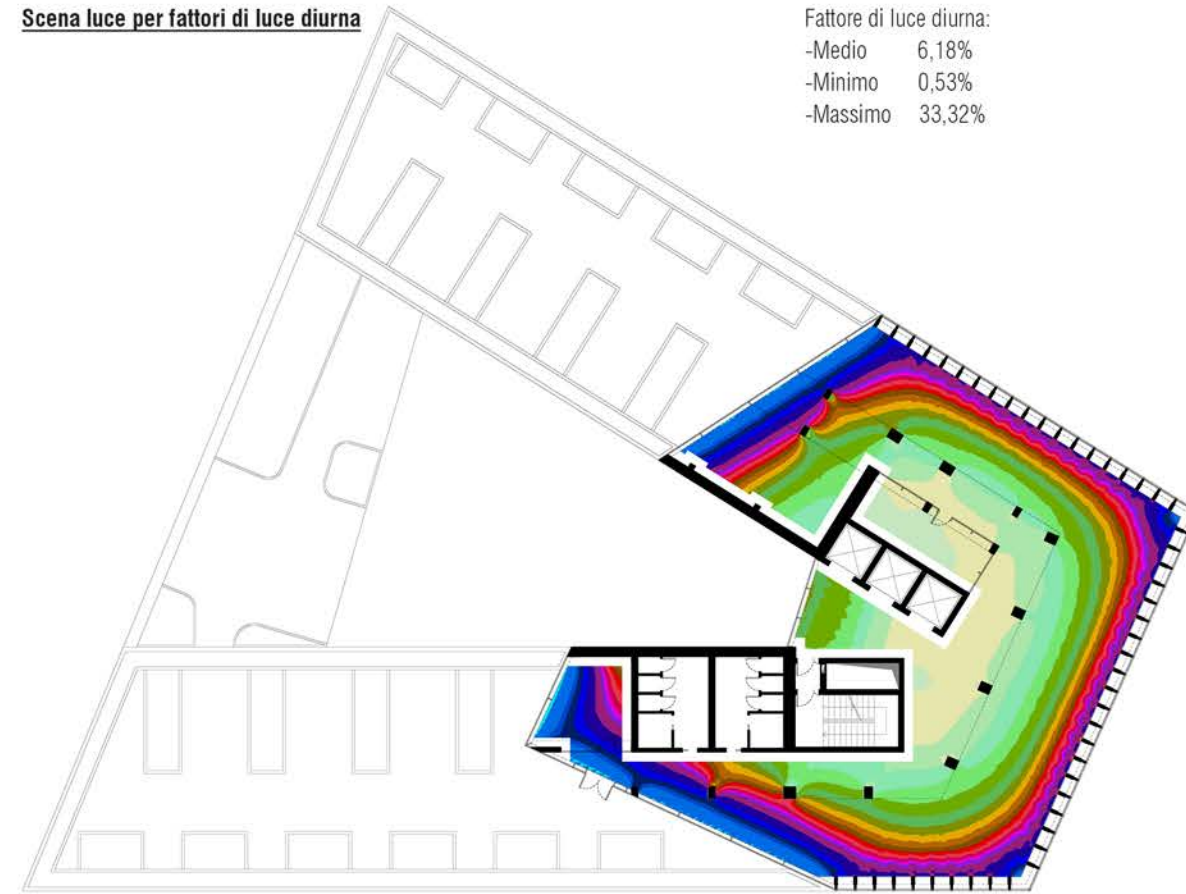 Scena luce per fattori di luce diurna
Fattore di luce diurna:
-Medio 6,18%
-Minimo 0,53%
-Massimo 33,32%